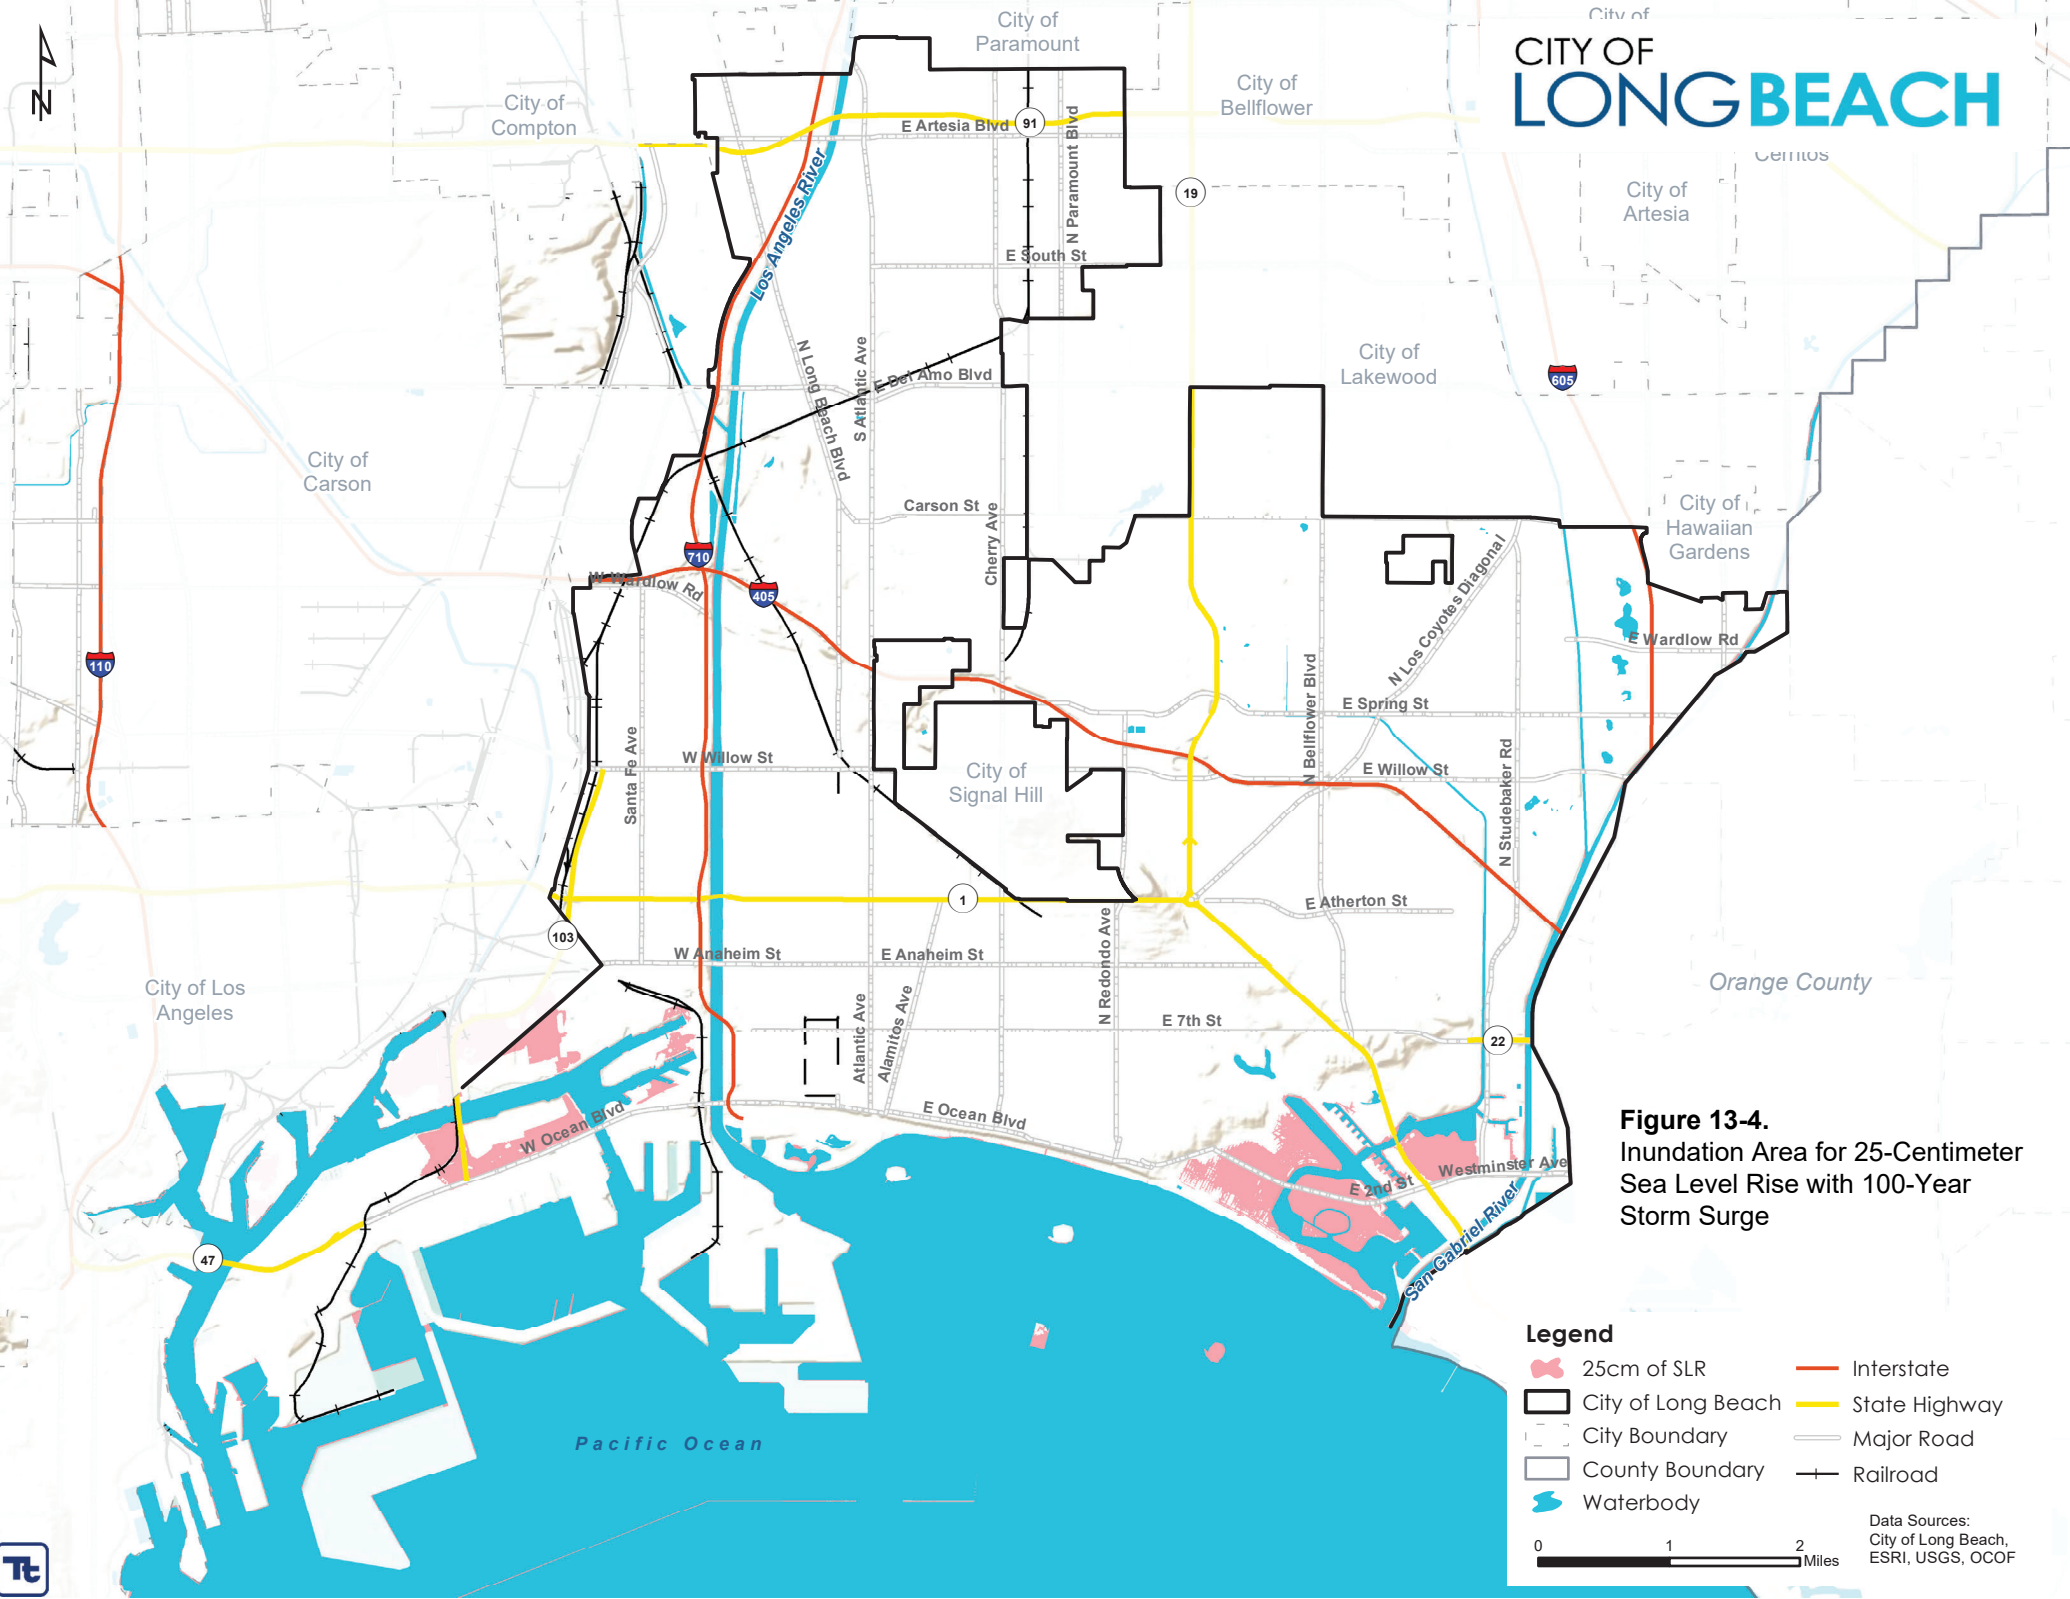 City of
Paramount
City of
CITY OF
LONGBEACH
City of
Compton
City of
Bellflower
E Artesia Blvd
91
N Paramount Blvd
Cerritos
City of
Artesia
19
Los Angeles River
E South St
N
City of
Lakewood
605
N Long Beach Blvd
S Atlantic Ave
E Del Amo Blvd
City of
Carson
Carson St
Cherry Ave
City of
Hawaiian
Gardens
710
405
W Wardlow Rd
N Los Coyotes Diagonal
E Wardlow Rd
110
N Bellflower Blvd
E Spring St
Santa Fe Ave
W Willow St
City of
Signal Hill
E Willow St
N Studebaker Rd
1
E Atherton St
103
W Anaheim St
E Anaheim St
N Redondo Ave
City of Los
Angeles
Orange County
Atlantic Ave
Alamitos Ave
E 7th St
22
W Ocean Blvd
E Ocean Blvd
Westminster Ave
E 2nd St
San Gabriel River
47
Pacific Ocean
Figure 13-4.
Inundation Area for 25-Centimeter
Sea Level Rise with 100-Year
Storm Surge
Legend
25cm of SLR
City of Long Beach
City Boundary
County Boundary
Waterbody
Interstate
State Highway
Major Road
Railroad
0 1 2
Miles
Data Sources:
City of Long Beach,
ESRI, USGS, OCOF
Tt